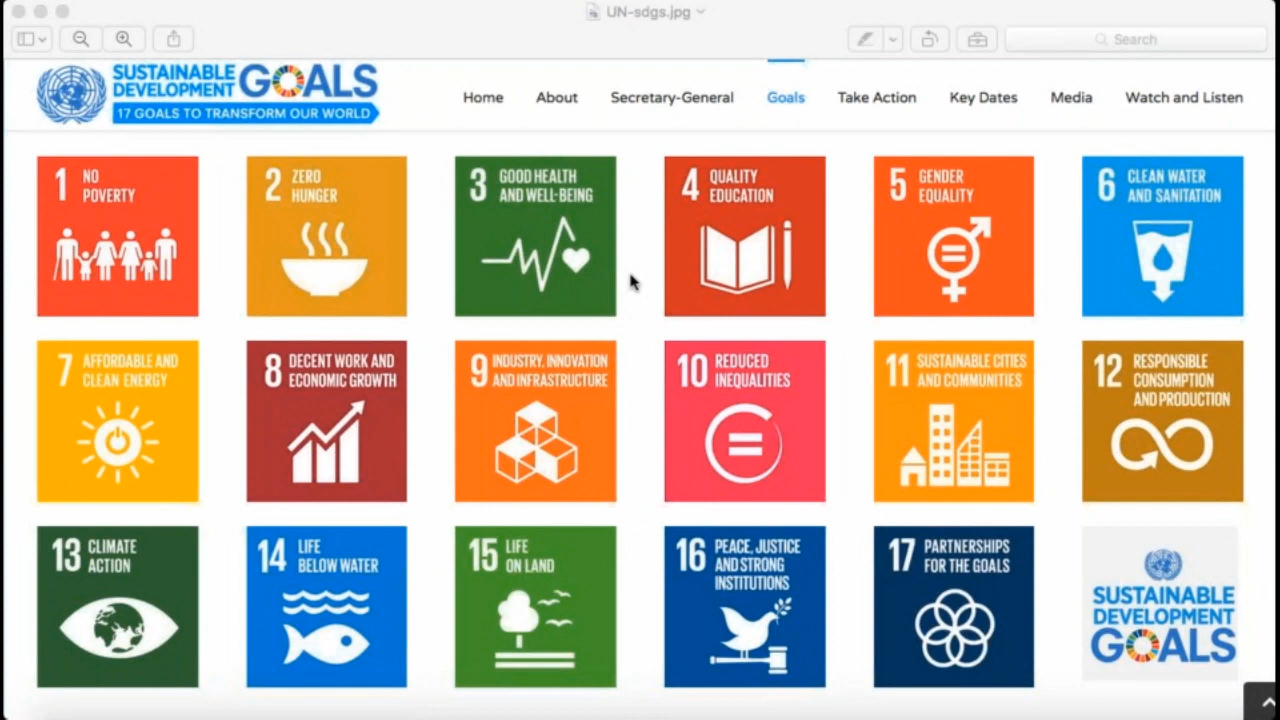 UN-sdgs.jpg
Search
SUSTAINABLE
DEVELOPMENT
GOALS
17 GOALS TO TRANSFORM OUR WORLD
Home About Secretary-General Goals Take Action Key Dates Media Watch and Listen
1 NO
POVERTY
2 ZERO
HUNGER
3 GOOD HEALTH
AND WELL-BEING
4 QUALITY
EDUCATION
5 GENDER
EQUALITY
6 CLEAN WATER
AND SANITATION
7 AFFORDABLE AND
CLEAN ENERGY
8 DECENT WORK AND
ECONOMIC GROWTH
9 INDUSTRY, INNOVATION
AND INFRASTRUCTURE
10 REDUCED
INEQUALITIES
11 SUSTAINABLE CITIES
AND COMMUNITIES
12 RESPONSIBLE
CONSUMPTION
AND PRODUCTION
13 CLIMATE
ACTION
14 LIFE
BELOW WATER
15 LIFE
ON LAND
16 PEACE, JUSTICE
AND STRONG
INSTITUTIONS
17 PARTNERSHIPS
FOR THE GOALS
SUSTAINABLE
DEVELOPMENT
GOALS